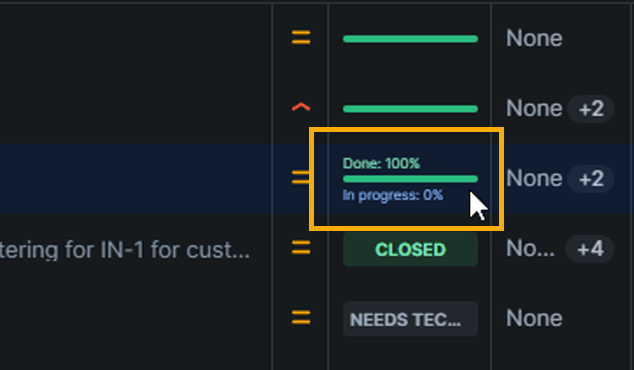 None
None +2
Done: 100%
In progress: 0%
None +2
tering for IN-1 for cust...
CLOSED
No... +4
NEEDS TEC...
None